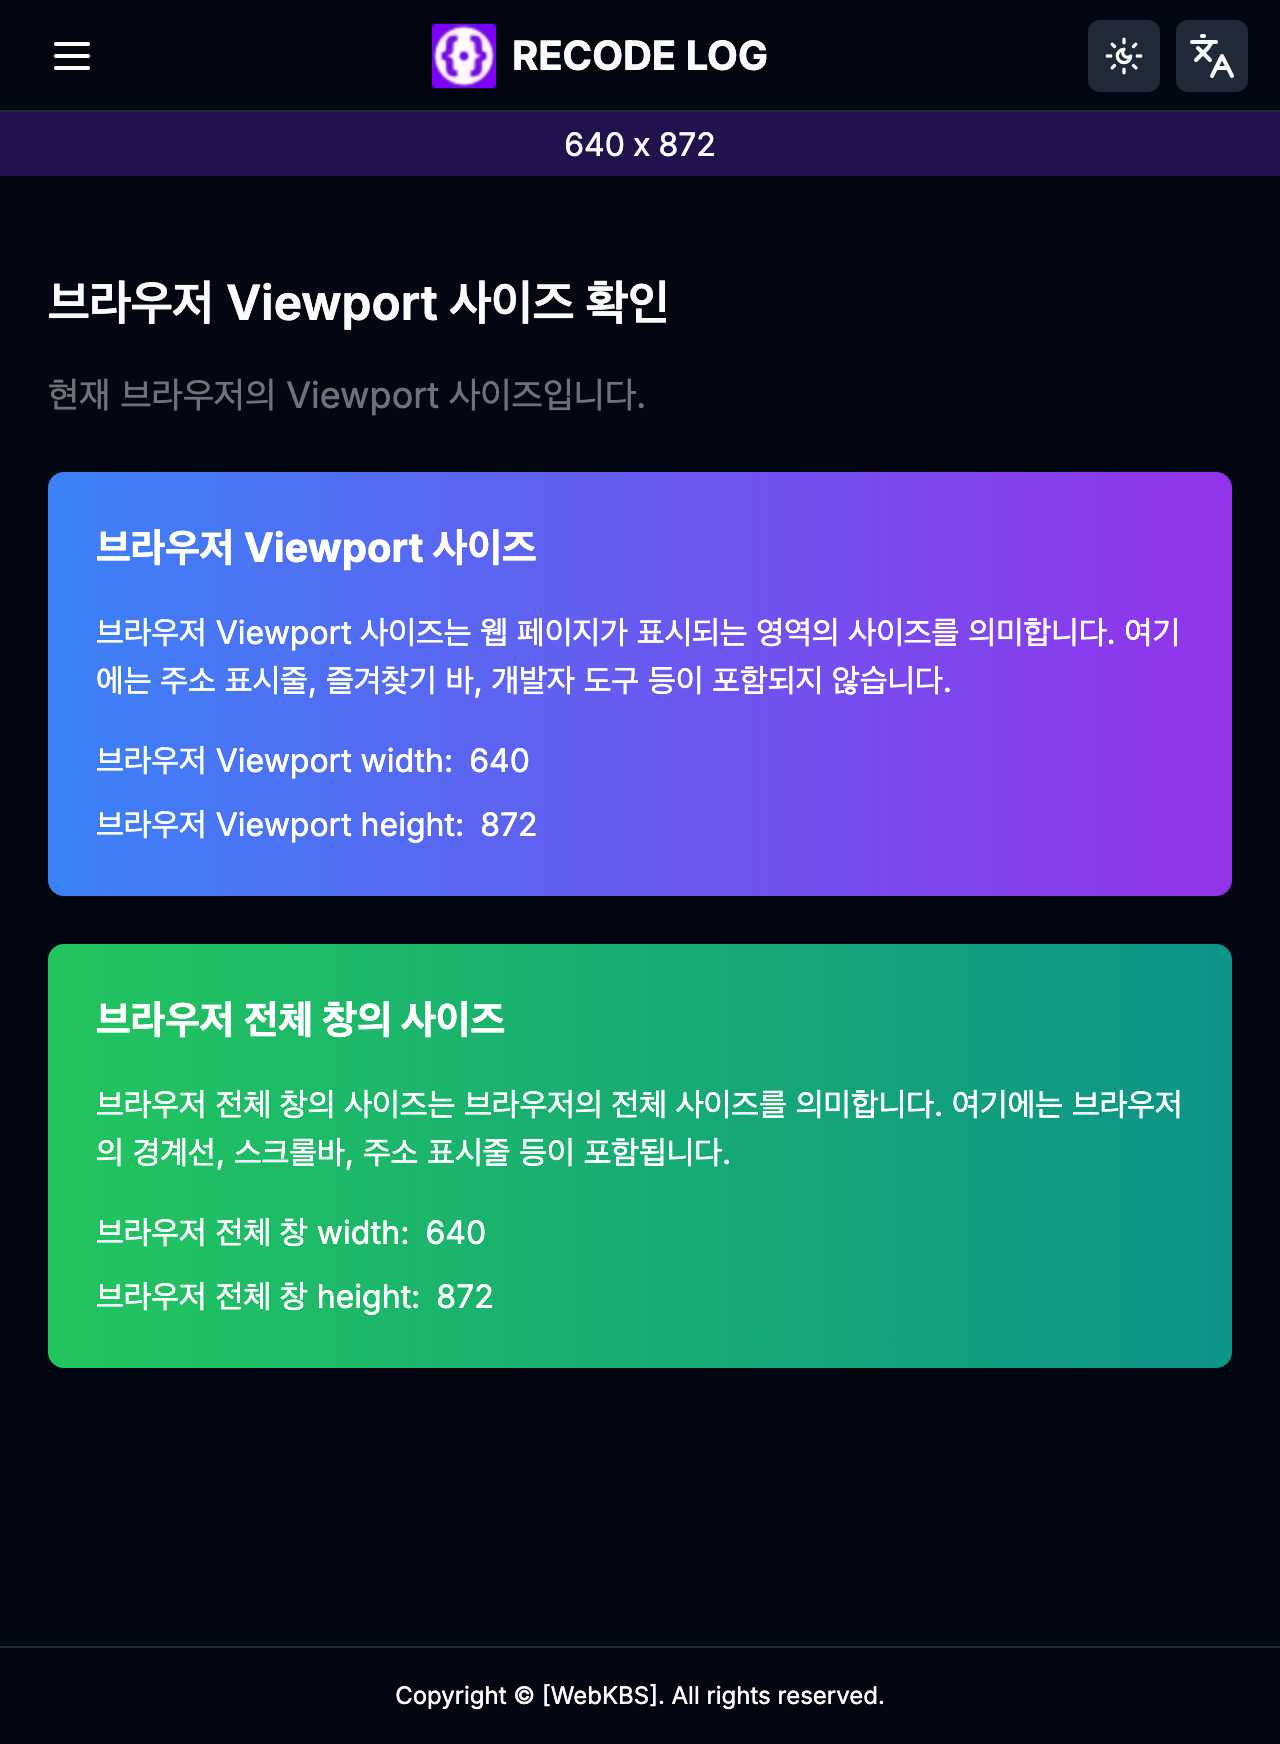 RECODE LOG
640 x 872
브라우저 Viewport 사이즈 확인
현재 브라우저의 Viewport 사이즈입니다.
브라우저 Viewport 사이즈
브라우저 Viewport 사이즈는 웹 페이지가 표시되는 영역의 사이즈를 의미합니다. 여기
에는 주소 표시줄, 즐겨찾기 바, 개발자 도구 등이 포함되지 않습니다.
브라우저 Viewport width: 640
브라우저 Viewport height: 872
브라우저 전체 창의 사이즈
브라우저 전체 창의 사이즈는 브라우저의 전체 사이즈를 의미합니다. 여기에는 브라우저
의 경계선, 스크롤바, 주소 표시줄 등이 포함됩니다.
브라우저 전체 창 width: 640
브라우저 전체 창 height: 872
Copyright © [WebKBS]. All rights reserved.